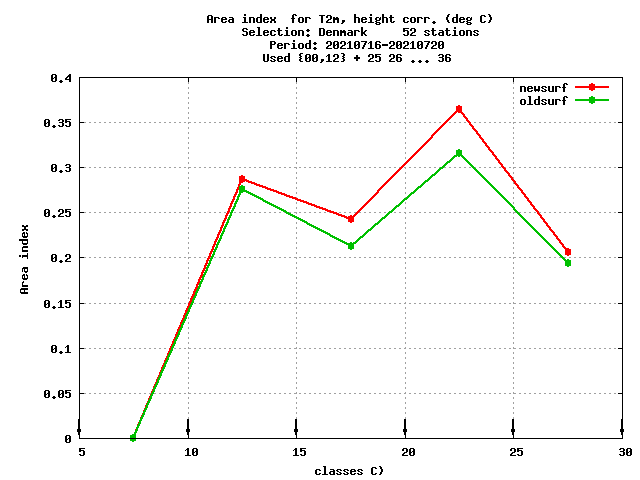 Area index  for T2m, height corr. (deg C)
Selection: Denmark     52 stations
Period: 20210716-20210720
Used {00,12} + 25 26 ... 36
newsurf
oldsurf
0.4
0.35
0.3
0.25
0.2
0.15
0.1
0.05
0
Area index
5 10 15 20 25 30
classes C)